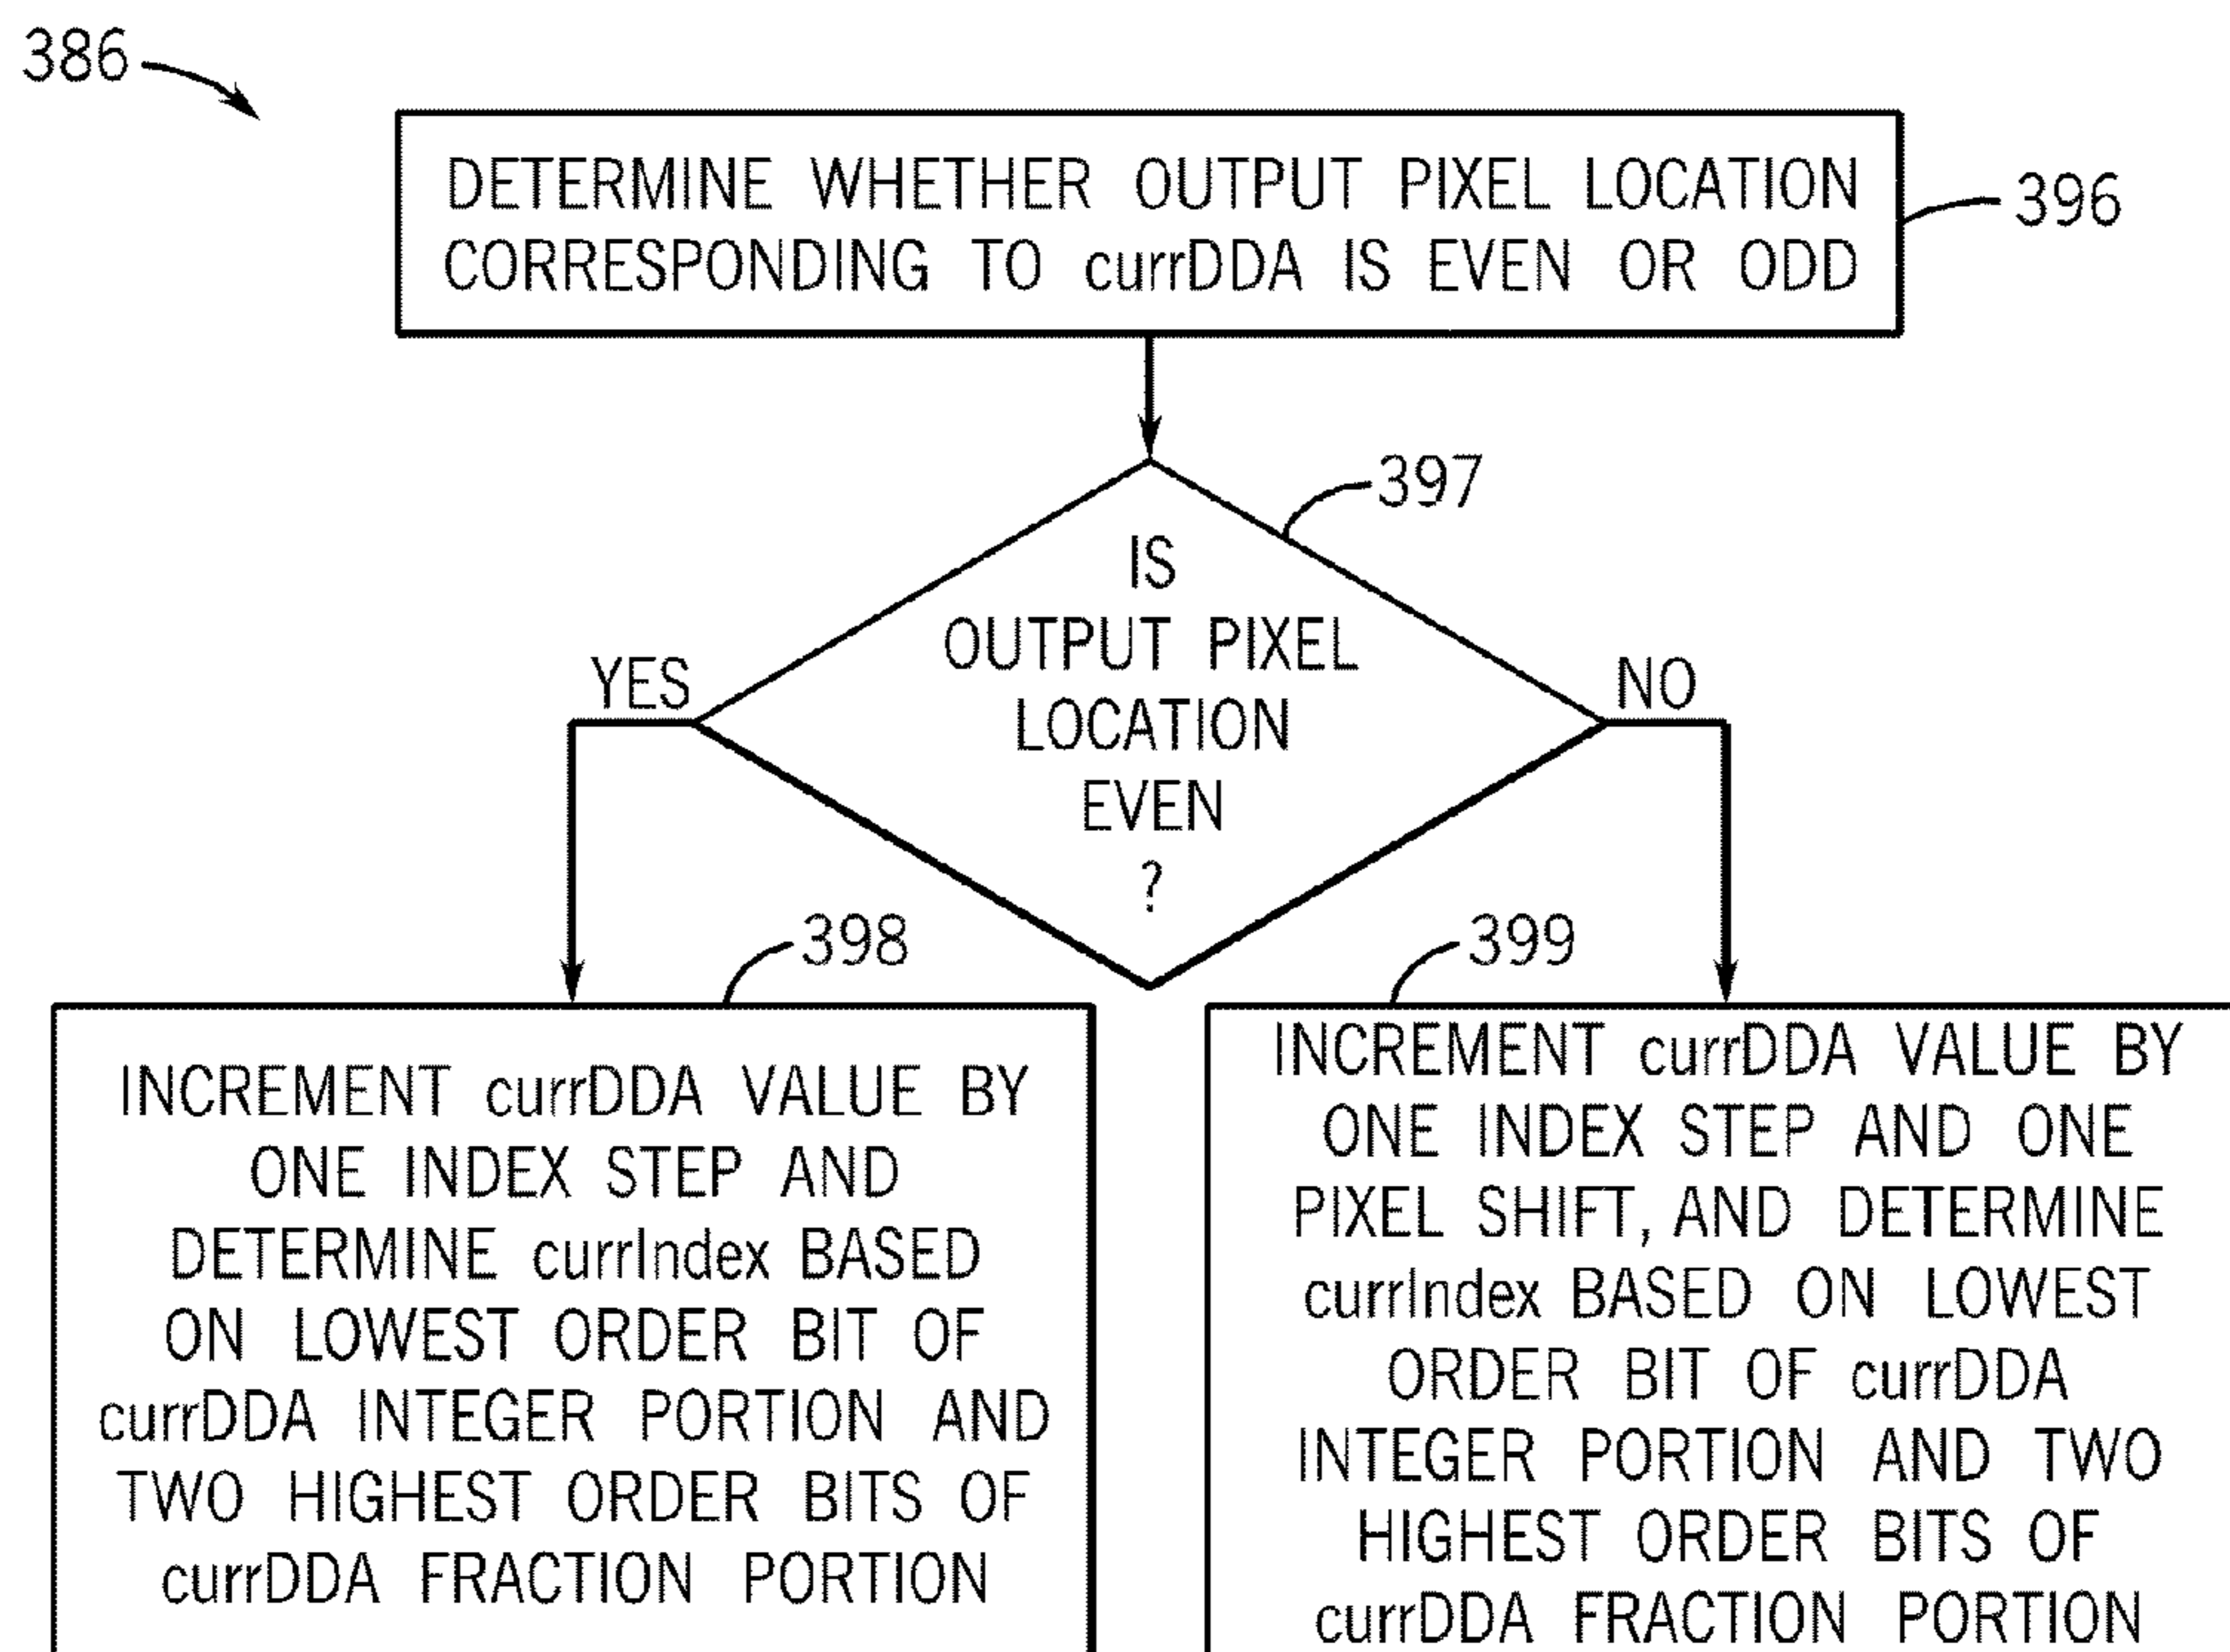 386
DETERMINE WHETHER OUTPUT PIXEL LOCATION
CORRESPONDING TO currDDA IS EVEN OR ODD
396
397
IS
OUTPUT PIXEL
LOCATION
EVEN
?
YES
NO
398
399
INCREMENT currDDA VALUE BY
ONE INDEX STEP AND
DETERMINE currIndex BASED
ON LOWEST ORDER BIT OF
currDDA INTEGER PORTION AND
TWO HIGHEST ORDER BITS OF
currDDA FRACTION PORTION
INCREMENT currDDA VALUE BY
ONE INDEX STEP AND ONE
PIXEL SHIFT, AND DETERMINE
currIndex BASED ON LOWEST
ORDER BIT OF currDDA
INTEGER PORTION AND TWO
HIGHEST ORDER BITS OF
currDDA FRACTION PORTION